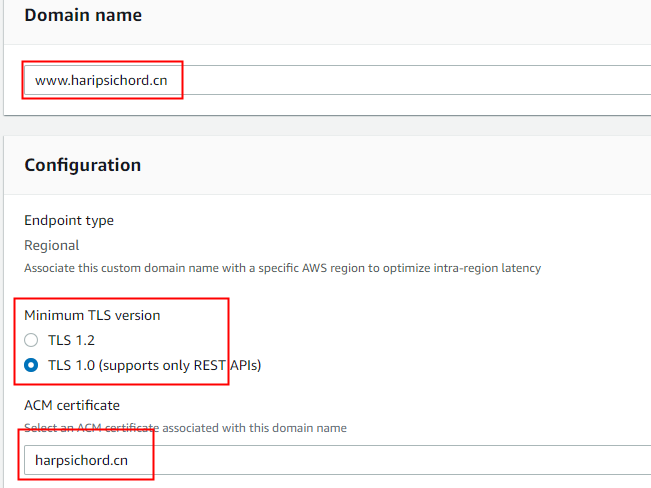 Domain name
www.haripsichord.cn
Configuration
Endpoint type
Regional
Associate this custom domain name with a specific AWS region to optimize intra-region latency
Minimum TLS version
TLS 1.2
TLS 1.0 (supports only REST APIs)
ACM certificate
Select an ACM certificate associated with this domain name
harpsichord.cn